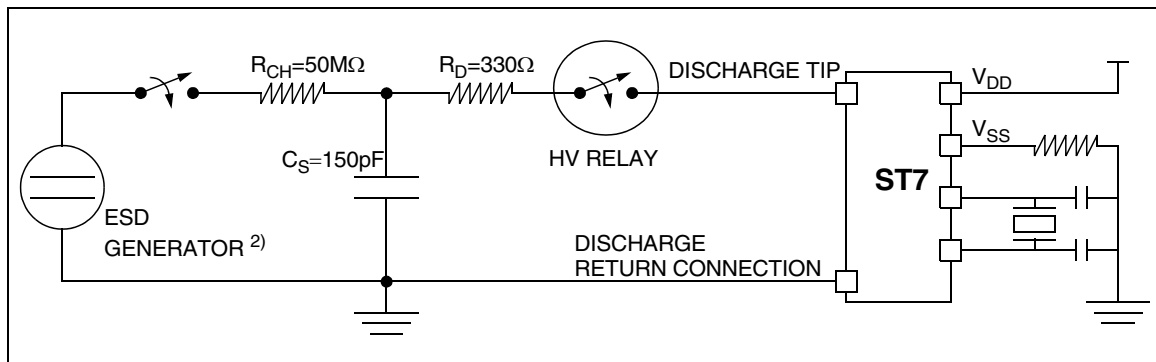 R_CH=50MΩ
R_D=330Ω
DISCHARGE TIP
V_DD
HV RELAY
V_SS
C_S=150pF
ST7
ESD
GENERATOR 2)
DISCHARGE
RETURN CONNECTION